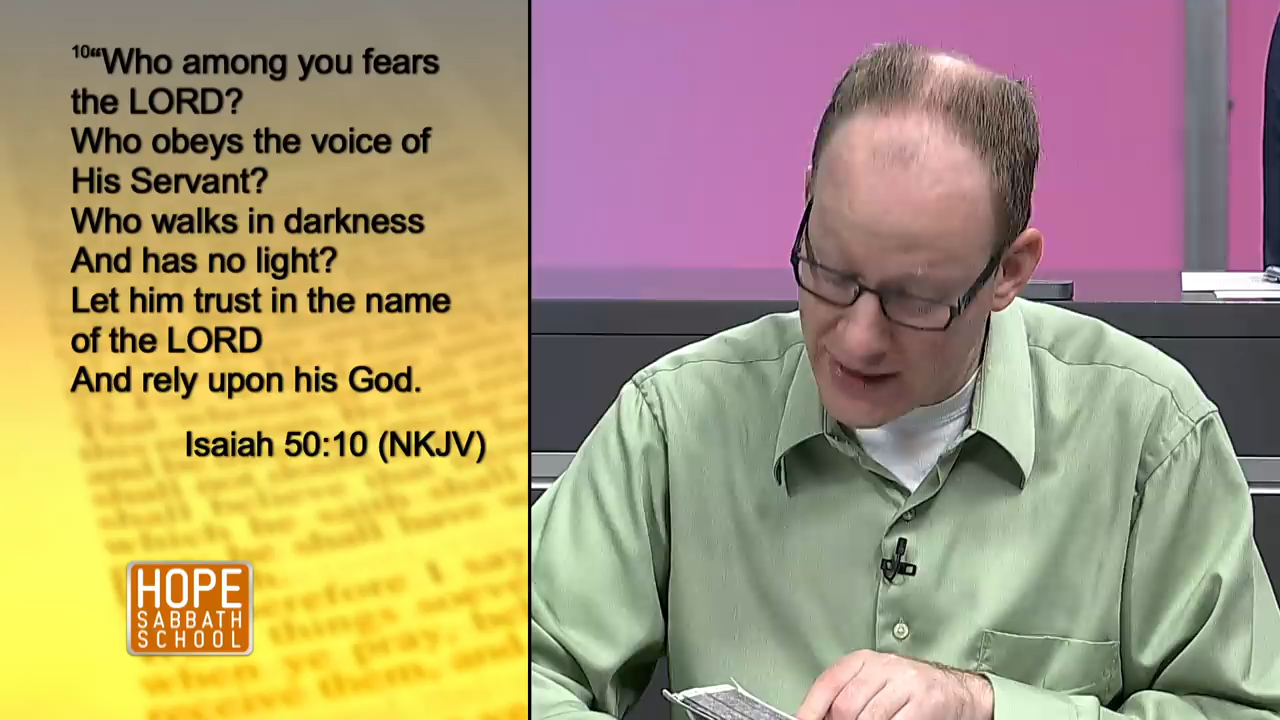 10“Who among you fears
the LORD?
Who obeys the voice of
His Servant?
Who walks in darkness
And has no light?
Let him trust in the name
of the LORD
And rely upon his God.
Isaiah 50:10 (NKJV)
HOPE
SABBATH
SCHOOL